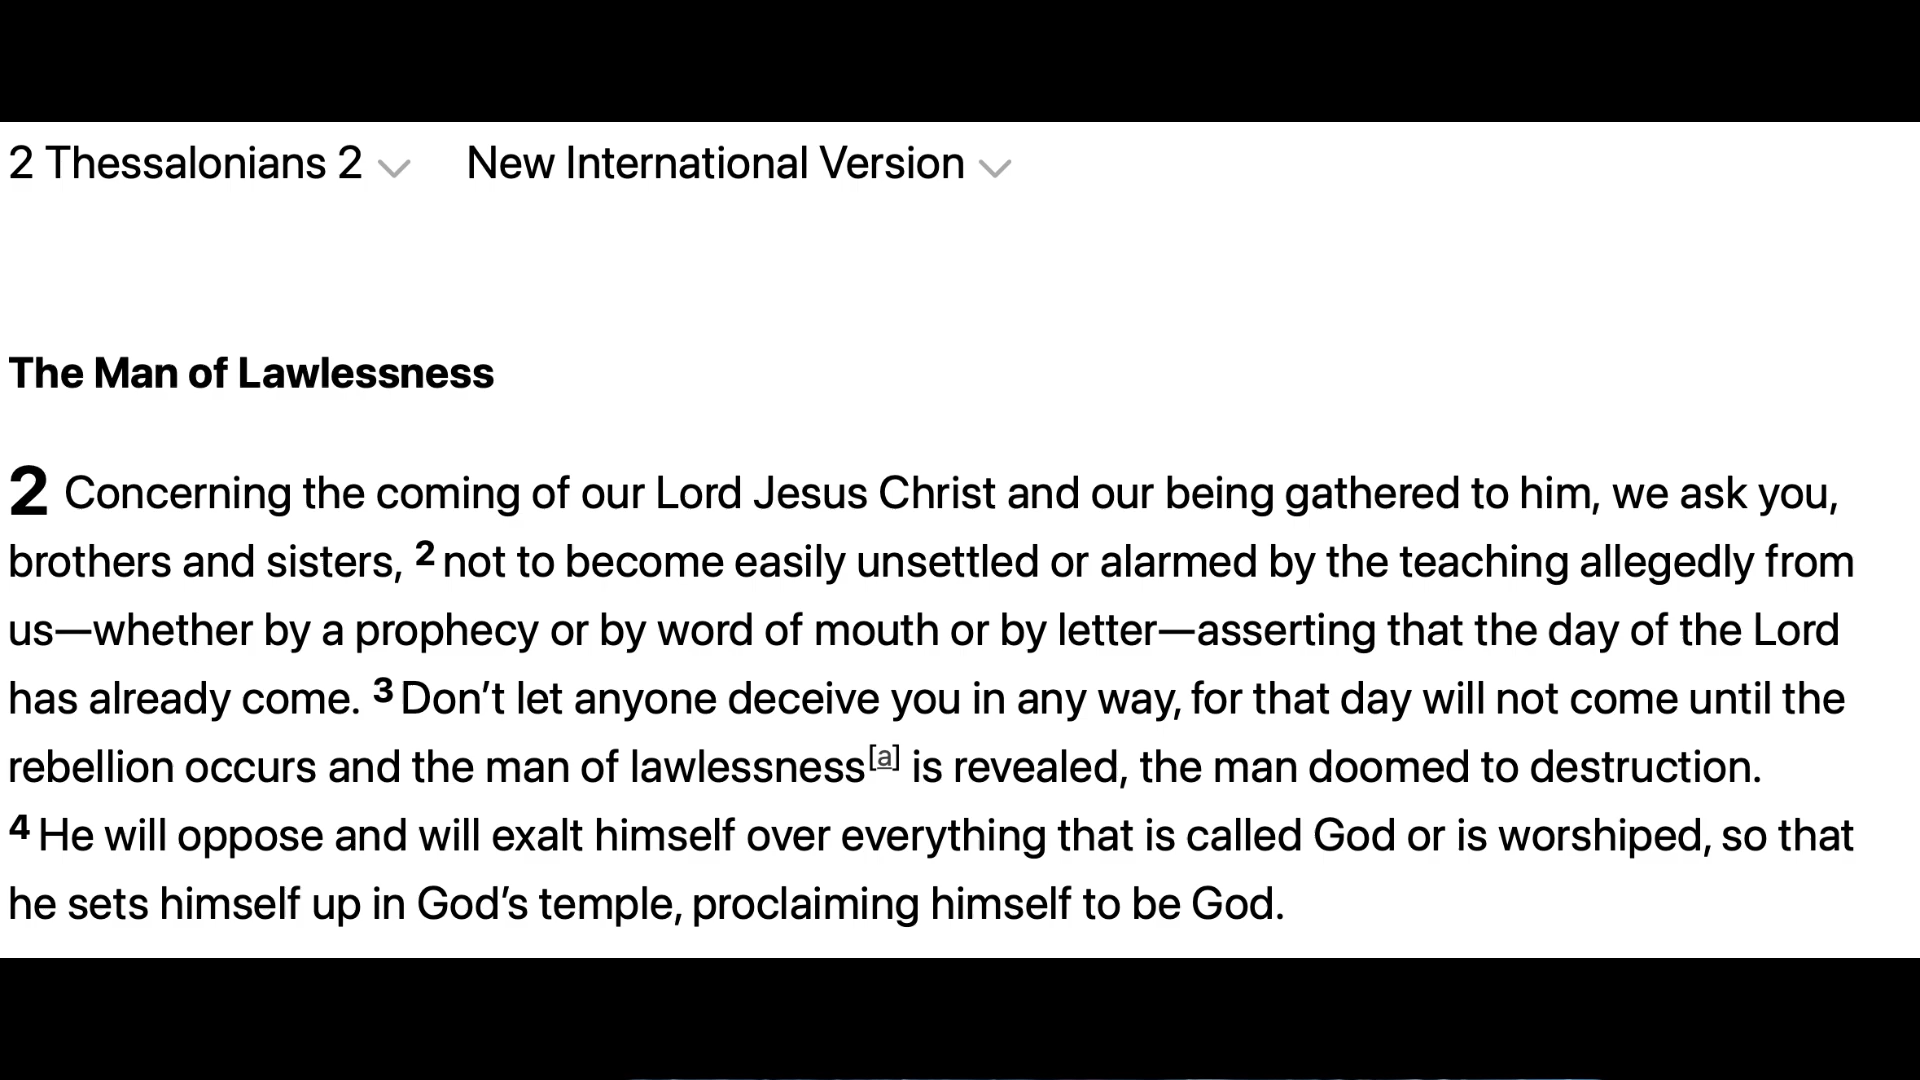 2 Thessalonians 2 New International Version
The Man of Lawlessness
2 Concerning the coming of our Lord Jesus Christ and our being gathered to him, we ask you,
brothers and sisters, 2 not to become easily unsettled or alarmed by the teaching allegedly from
us—whether by a prophecy or by word of mouth or by letter—asserting that the day of the Lord
has already come. 3 Don’t let anyone deceive you in any way, for that day will not come until the
rebellion occurs and the man of lawlessness[a] is revealed, the man doomed to destruction.
4 He will oppose and will exalt himself over everything that is called God or is worshiped, so that
he sets himself up in God’s temple, proclaiming himself to be God.